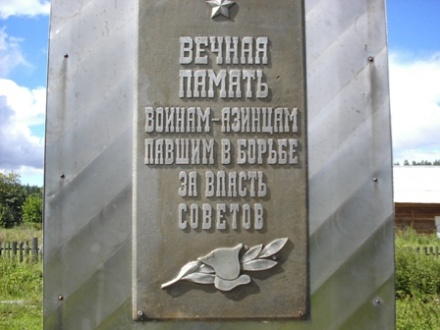 ВЕЧНАЯ
ПАМЯТЬ
ВОИНАМ-АЗИНЦАМ
ПАВШИМ В БОРЬБЕ
ЗА ВЛАСТЬ
СОВЕТОВ